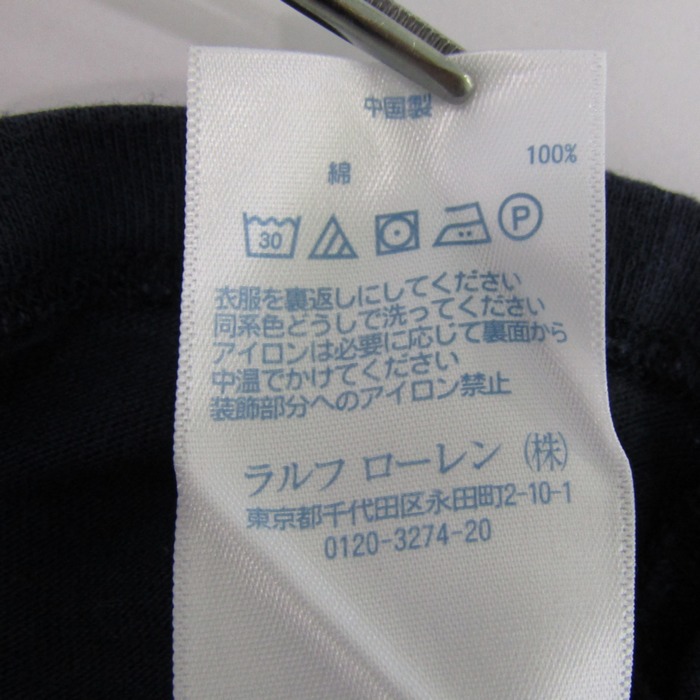 中国製
綿 100%
30 P
衣服を裏返しにしてください
同系色どうしで洗ってください
アイロンは必要に応じて裏面から
中温でかけてください
装飾部分へのアイロン禁止
ラルフ ローレン (株)
東京都千代田区永田町2-10-1
0120-3274-20